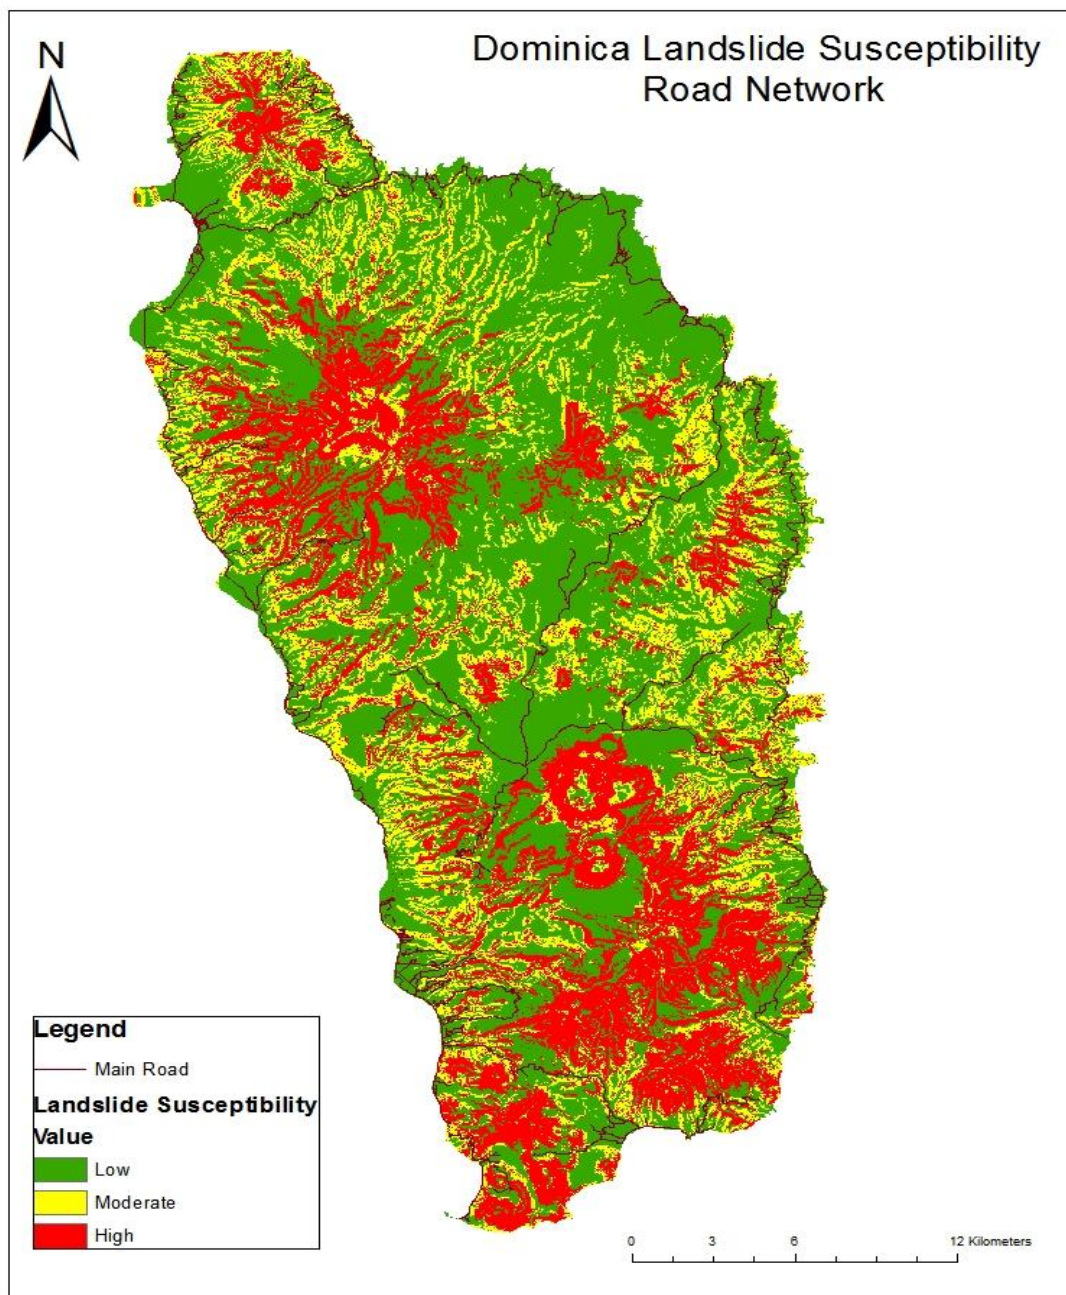 Dominica Landslide Susceptibility
Road Network
N
Legend
Main Road
Landslide Susceptibility
Value
Low
Moderate
High
0 3 6 12 Kilometers